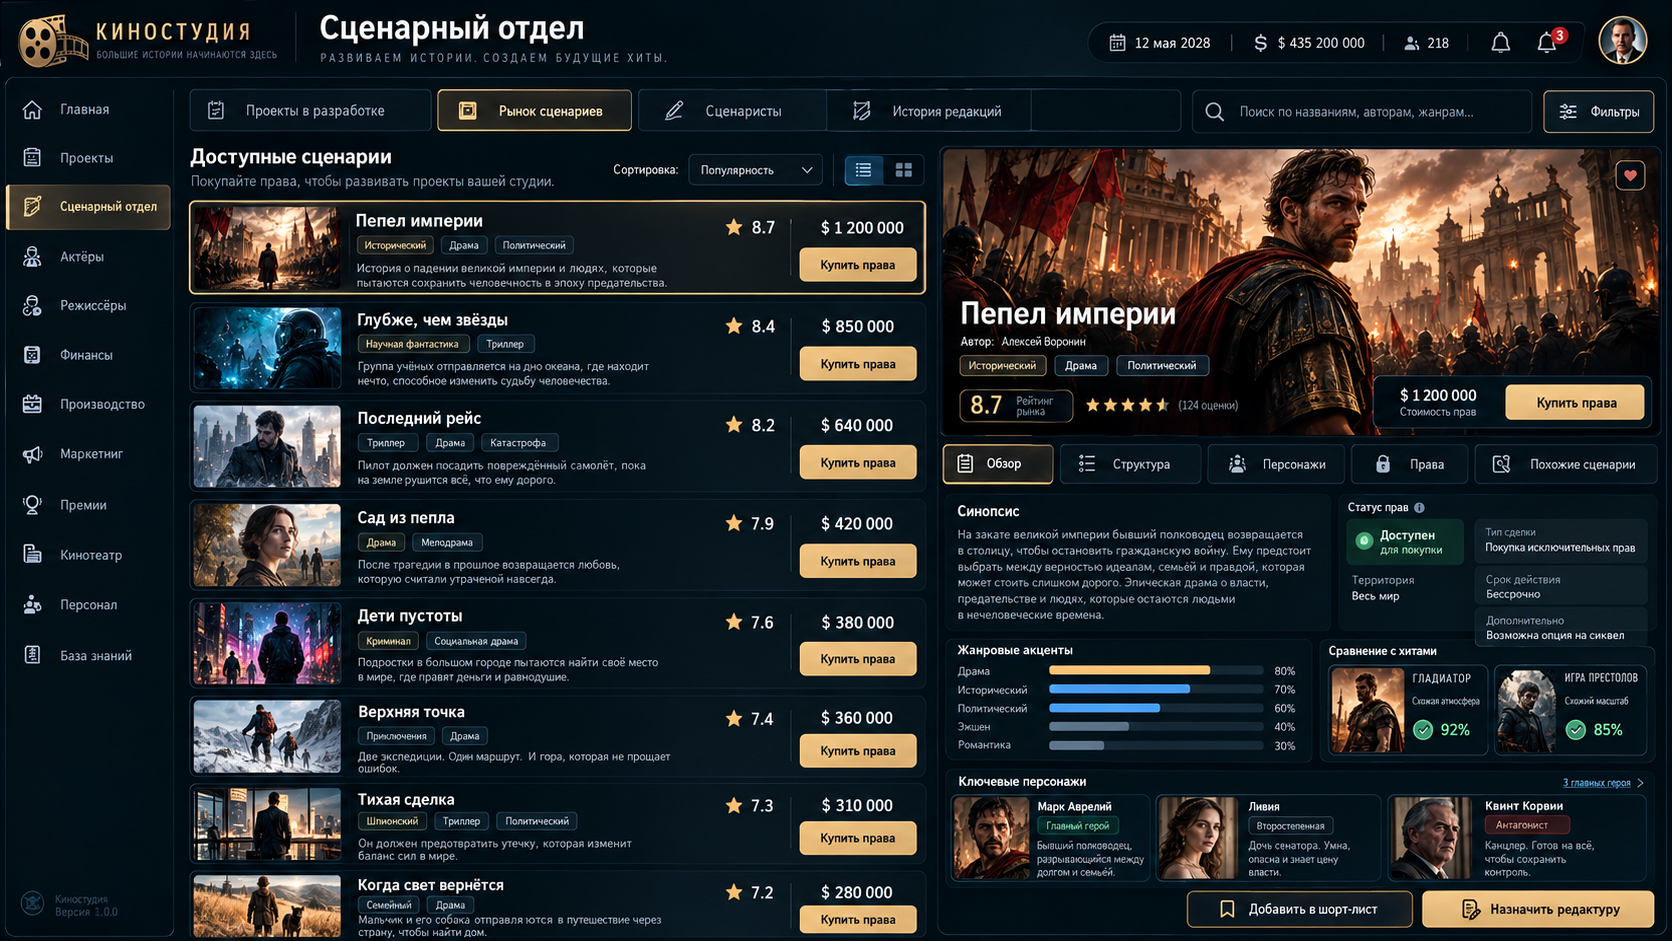 КИНОСТУДИЯ
БОЛЬШИЕ ИСТОРИИ НАЧИНАЮТСЯ ЗДЕСЬ
Сценарный отдел
РАЗВИВАЕМ ИСТОРИИ. СОЗДАЕМ БУДУЩИЕ ХИТЫ.
12 мая 2028
$ 435 200 000
218
3
Главная
Проекты
Сценарный отдел
Актёры
Режиссёры
Финансы
Производство
Маркетинг
Премии
Кинотеатр
Персонал
База знаний
Киностудия
Версия 1.0.0
Проекты в разработке
Рынок сценариев
Сценаристы
История редакций
Поиск по названиям, авторам, жанрам...
Фильтры
Доступные сценарии
Покупайте права, чтобы развивать проекты вашей студии.
Сортировка:
Популярность
Пепел империи
8.7
$ 1 200 000
Исторический
Драма
Политический
История о падении великой империи и людях, которые
пытаются сохранить человечность в эпоху предательства.
Купить права
Глубже, чем звёзды
8.4
$ 850 000
Научная фантастика
Триллер
Группа учёных отправляется на дно океана, где находит
нечто, способное изменить судьбу человечества.
Купить права
Последний рейс
8.2
$ 640 000
Триллер
Драма
Катастрофа
Пилот должен посадить повреждённый самолёт, пока
на земле рушится всё, что ему дорого.
Купить права
Сад из пепла
7.9
$ 420 000
Драма
Мелодрама
После трагедии в прошлое возвращается любовь,
которую считали утраченой навсегда.
Купить права
Дети пустоты
7.6
$ 380 000
Криминал
Социальная драма
Подростки в большом городе пытаются найти своё место
в мире, где правят деньги и равнодушие.
Купить права
Верхняя точка
7.4
$ 360 000
Приключения
Драма
Две экспедиции. Один маршрут. И гора, которая не прощает
ошибок.
Купить права
Тихая сделка
7.3
$ 310 000
Шпионский
Триллер
Политический
Он должен предотвратить утечку, которая изменит
баланс сил в мире.
Купить права
Когда свет вернётся
7.2
$ 280 000
Семейный
Драма
Мальчик и его собака отправляются в путешествие через
страну, чтобы найти дом.
Купить права
Пепел империи
Автор: Алексей Воронин
Исторический
Драма
Политический
8.7
Рейтинг
рынка
(124 оценки)
$ 1 200 000
Стоимость прав
Купить права
Обзор
Структура
Персонажи
Права
Похожие сценарии
Синопсис
На закате великой империи бывший полководец возвращается
в столицу, чтобы остановить гражданскую войну. Ему предстоит
выбрать между верностью идеалам, семьёй и правдой, которая
может стоить слишком дорого. Эпическая драма о власти,
предательстве и людях, которые остаются людьми
в нечеловеческие времена.
Статус прав
Доступен
для покупки
Территория
Весь мир
Тип сделки
Покупка исключительных прав
Срок действия
Бессрочно
Дополнительно
Возможна опция на сиквел
Жанровые акценты
Драма 80%
Исторический 70%
Политический 60%
Экшен 40%
Романтика 30%
Сравнение с хитами
ГЛАДИАТОР
Схожая атмосфера
92%
ИГРА ПРЕСТОЛОВ
Схожий масштаб
85%
Ключевые персонажи
3 главных героя
Марк Аврелий
Главный герой
Бывший полководец,
разрывающийся между
долгом и семьёй.
Ливия
Второстепенная
Дочь сенатора. Умна,
опасна и знает цену
власти.
Квинт Корвин
Антагонист
Канцлер. Готов на всё,
чтобы сохранить
контроль.
Добавить в шорт-лист
Назначить редактуру